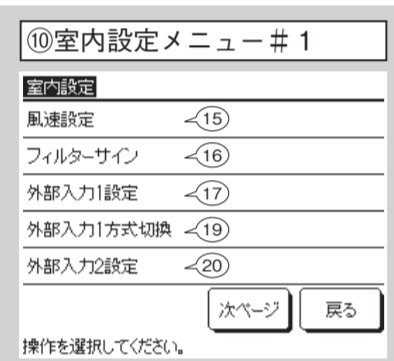 ⑩室内設定メニュー＃１
室内設定
風速設定 ⑮
フィルターサイン ⑯
外部入力1設定 ⑰
外部入力1方式切換 ⑲
外部入力2設定 ⑳
次ページ 戻る
操作を選択してください。